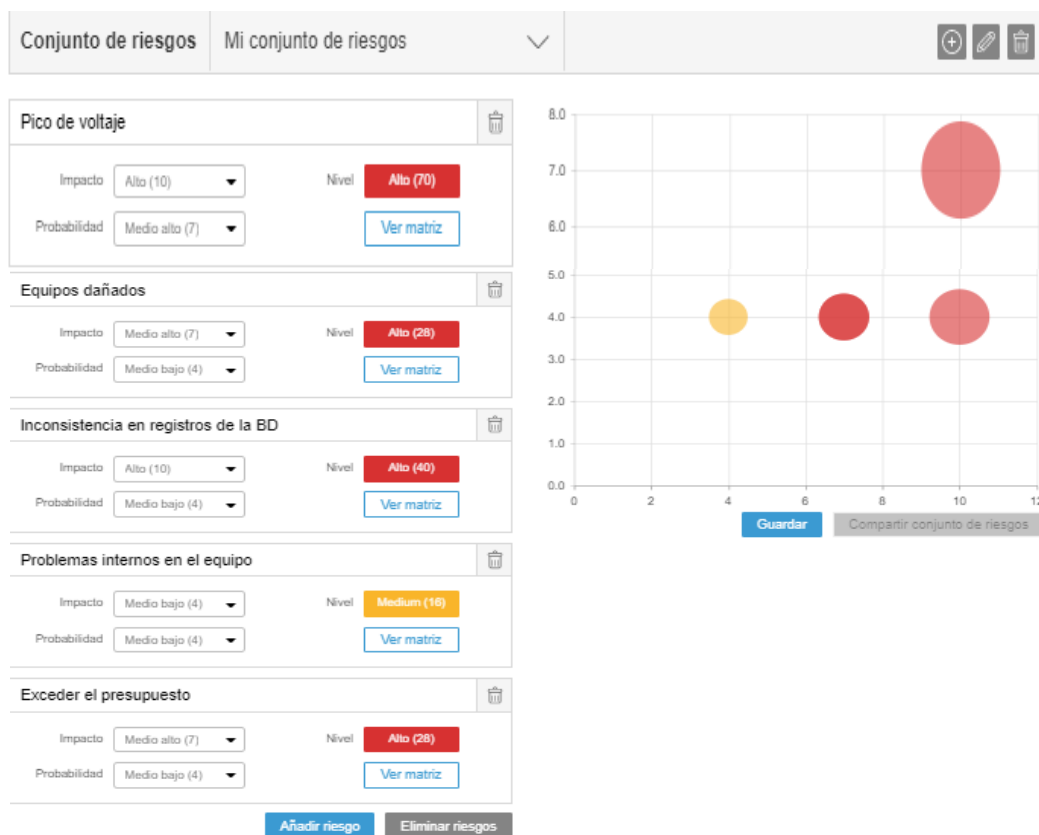 Conjunto de riesgos Mi conjunto de riesgos
Pico de voltaje
Impacto Alto (10) Nivel Alto (70)
Probabilidad Medio alto (7) Ver matriz
Equipos dañados
Impacto Medio alto (7) Nivel Alto (28)
Probabilidad Medio bajo (4) Ver matriz
Inconsistencia en registros de la BD
Impacto Alto (10) Nivel Alto (40)
Probabilidad Medio bajo (4) Ver matriz
Problemas internos en el equipo
Impacto Medio bajo (4) Nivel Medium (16)
Probabilidad Medio bajo (4) Ver matriz
Exceder el presupuesto
Impacto Medio alto (7) Nivel Alto (28)
Probabilidad Medio bajo (4) Ver matriz
Añadir riesgo Eliminar riesgos
8.0
7.0
6.0
5.0
4.0
3.0
2.0
1.0
0.0
0 2 4 6 8 10 12
Guardar Compartir conjunto de riesgos